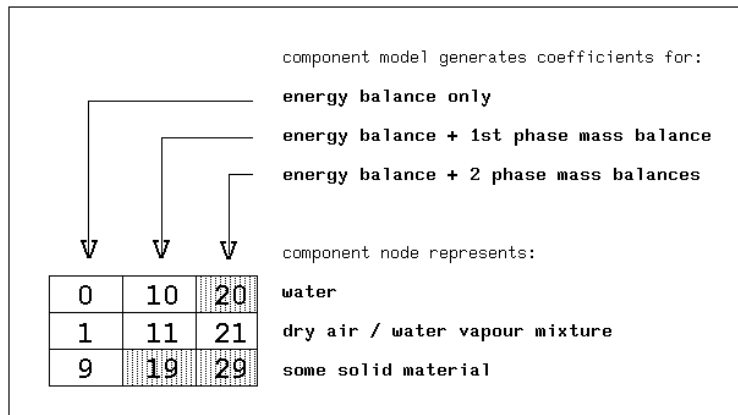 component model generates coefficients for:
energy balance only
energy balance + 1st phase mass balance
energy balance + 2 phase mass balances
component node represents:
0 10 20 water
1 11 21 dry air / water vapour mixture
9 19 29 some solid material